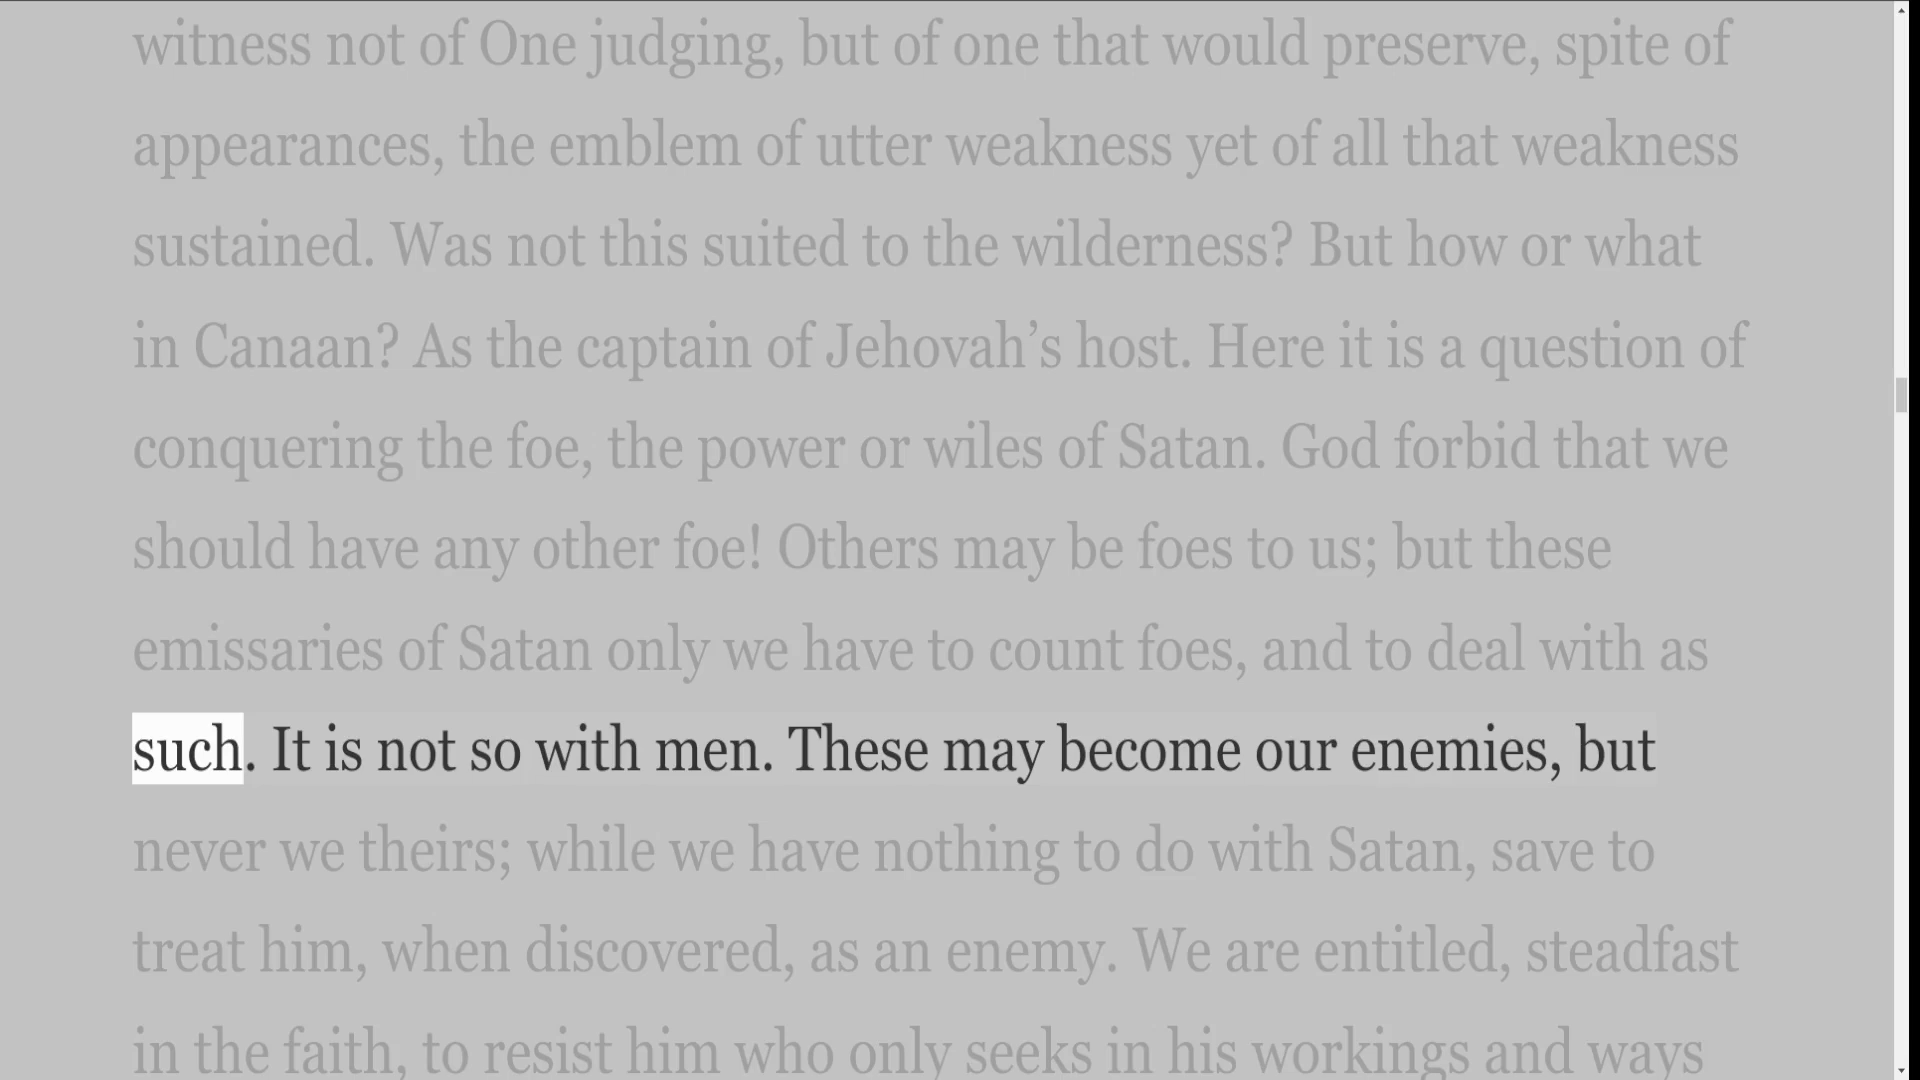 witness not of One judging, but of one that would preserve, spite of
appearances, the emblem of utter weakness yet of all that weakness
sustained. Was not this suited to the wilderness? But how or what
in Canaan? As the captain of Jehovah’s host. Here it is a question of
conquering the foe, the power or wiles of Satan. God forbid that we
should have any other foe! Others may be foes to us; but these
emissaries of Satan only we have to count foes, and to deal with as
such. It is not so with men. These may become our enemies, but
never we theirs; while we have nothing to do with Satan, save to
treat him, when discovered, as an enemy. We are entitled, steadfast
in the faith, to resist him who only seeks in his workings and ways